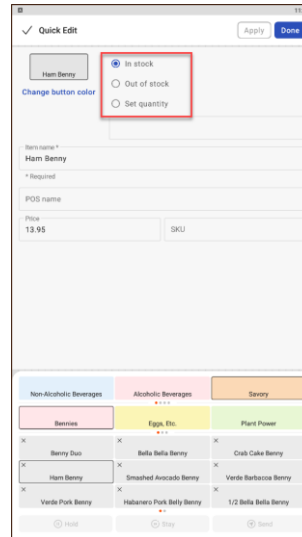 Quick Edit
Apply
Done
Ham Benny
Change button color
In stock
Out of stock
Set quantity
Item name *
Ham Benny
* Required
POS name
Price
13.95
SKU
Non-Alcoholic Beverages
Alcoholic Beverages
Savory
Bennies
Eggs, Etc.
Plant Power
Benny Duo
Bella Bella Benny
Crab Cake Benny
Ham Benny
Smashed Avocado Benny
Verde Barbacoa Benny
Verde Pork Benny
Habanero Pork Belly Benny
1/2 Bella Bella Benny
Hold
Stay
Send